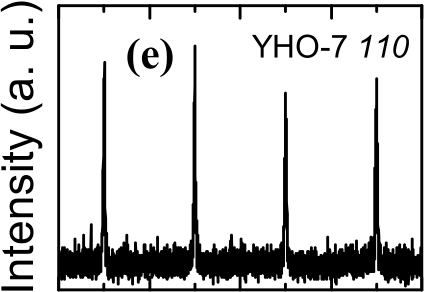 Intensity (a. u.)
(e)
YHO-7 110